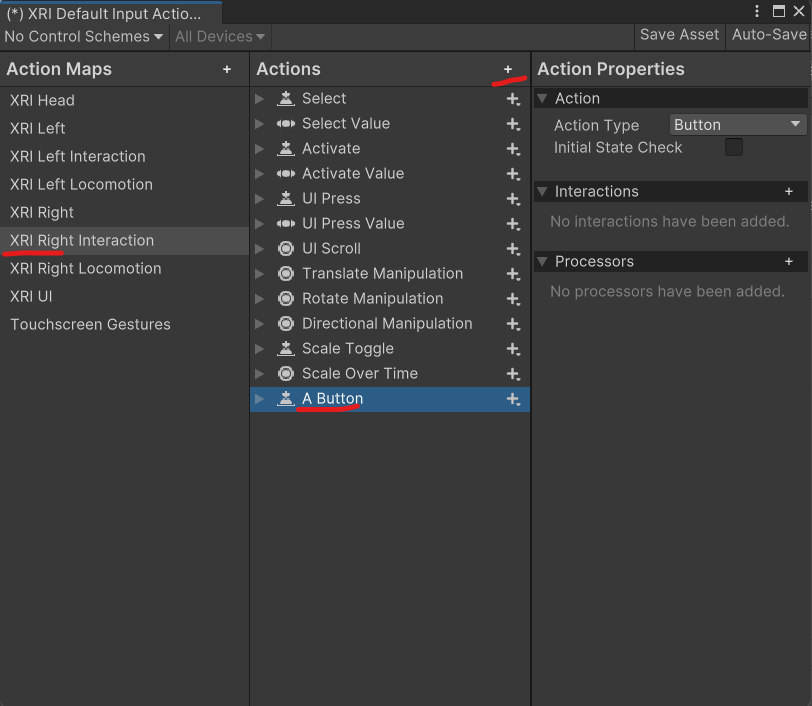 (*) XRI Default Input Actio...
No Control Schemes All Devices Save Asset Auto-Save
Action Maps +
XRI Head
XRI Left
XRI Left Interaction
XRI Left Locomotion
XRI Right
XRI Right Interaction
XRI Right Locomotion
XRI UI
Touchscreen Gestures
Actions +
Select
Select Value
Activate
Activate Value
UI Press
UI Press Value
UI Scroll
Translate Manipulation
Rotate Manipulation
Directional Manipulation
Scale Toggle
Scale Over Time
A Button
Action Properties
Action
Action Type Button
Initial State Check
Interactions +
No interactions have been added.
Processors +
No processors have been added.